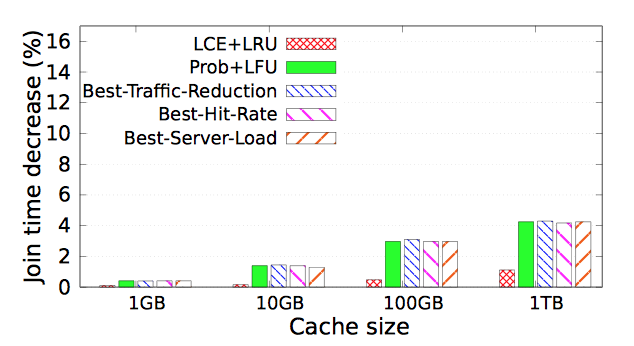 Join time decrease (%)
16
14
12
10
8
6
4
2
0
LCE+LRU
Prob+LFU
Best-Traffic-Reduction
Best-Hit-Rate
Best-Server-Load
1GB 10GB 100GB 1TB
Cache size